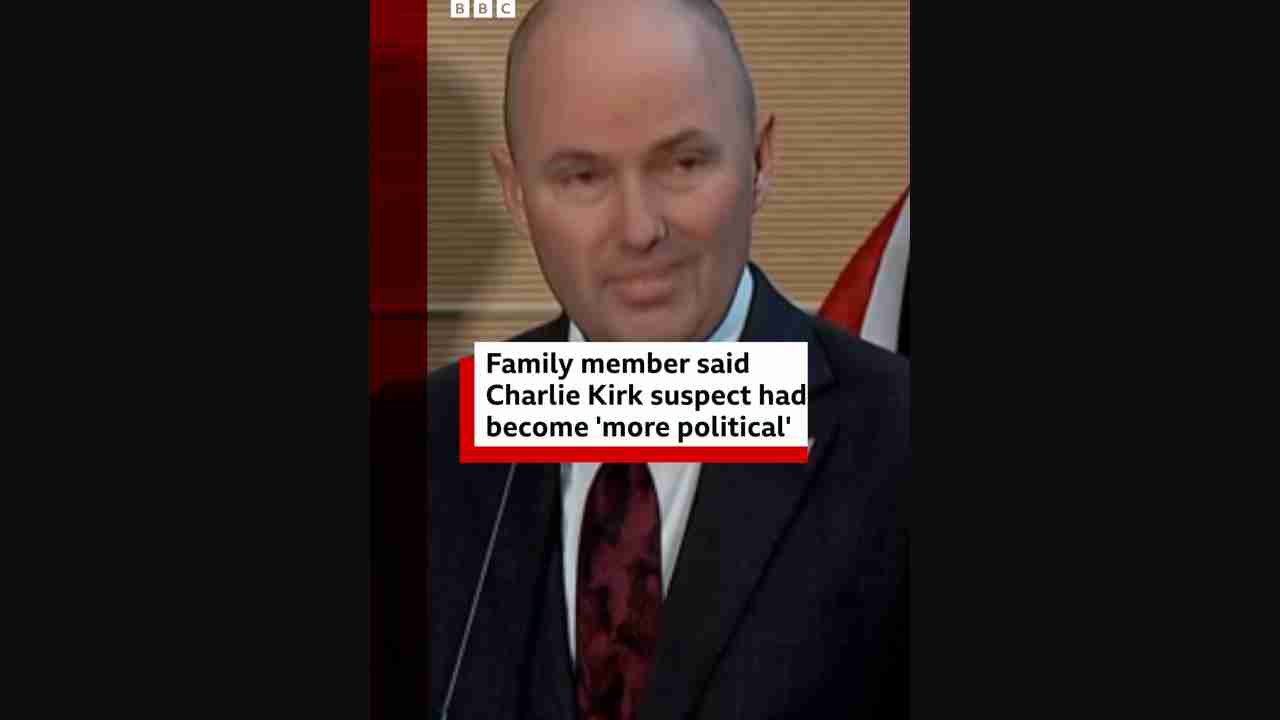 BBC
Family member said
Charlie Kirk suspect had
become 'more political'